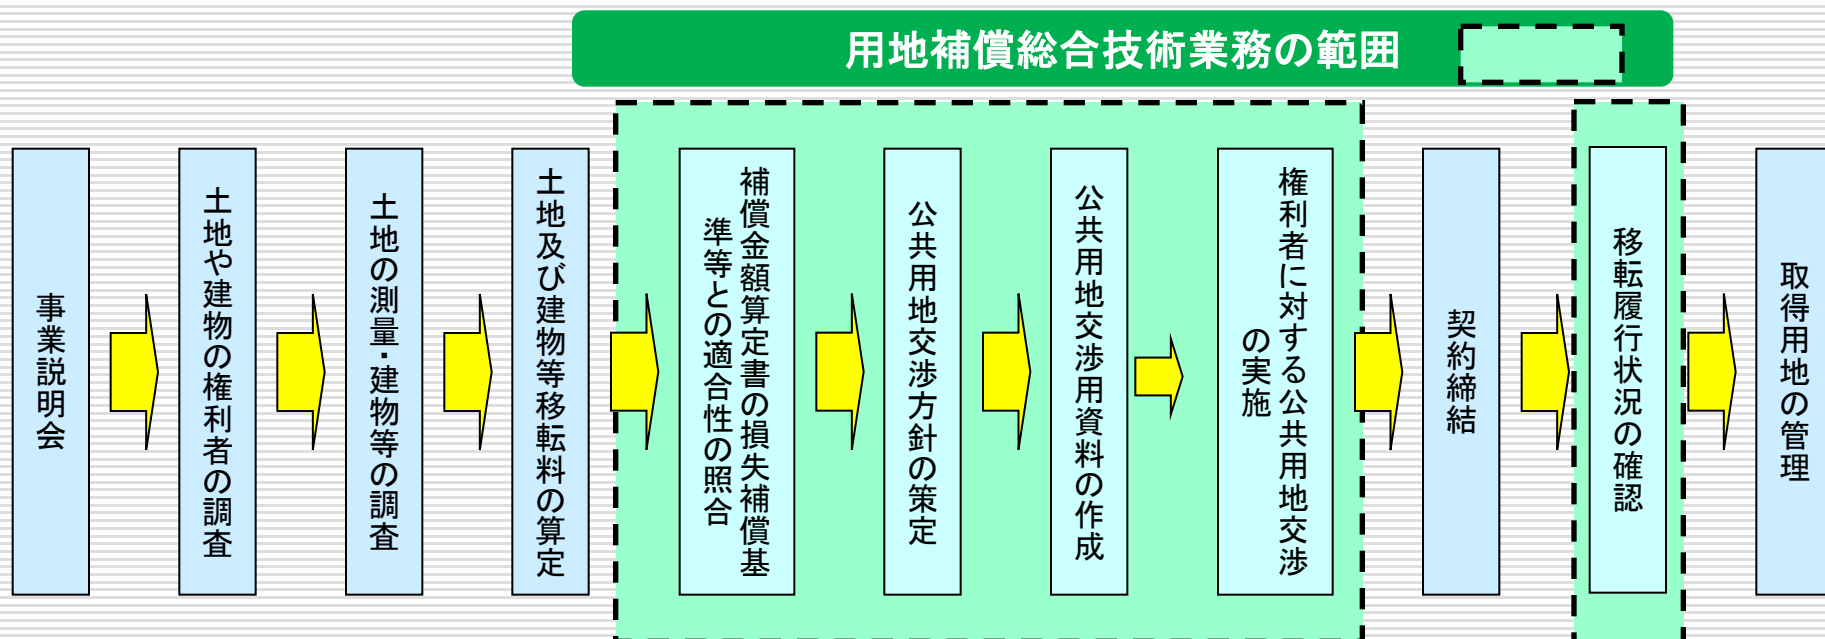 用地補償総合技術業務の範囲
事業説明会
土地や建物の権利者の調査
土地の測量・建物等の調査
土地及び建物等移転料の算定
補償金額算定書の損失補償基
準等との適合性の照合
公共用地交渉方針の策定
公共用地交渉用資料の作成
権利者に対する公共用地交渉
の実施
契約締結
移転履行状況の確認
取得用地の管理